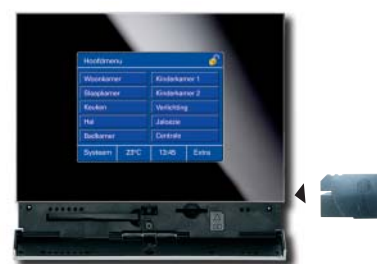 Hoofdmenu
Woonkamer Kinderkamer 1
Slaapkamer Kinderkamer 2
Keuken Verlichting
Hal Jaloezie
Badkamer Centrale
Systeem 23°C 13:45 Extra